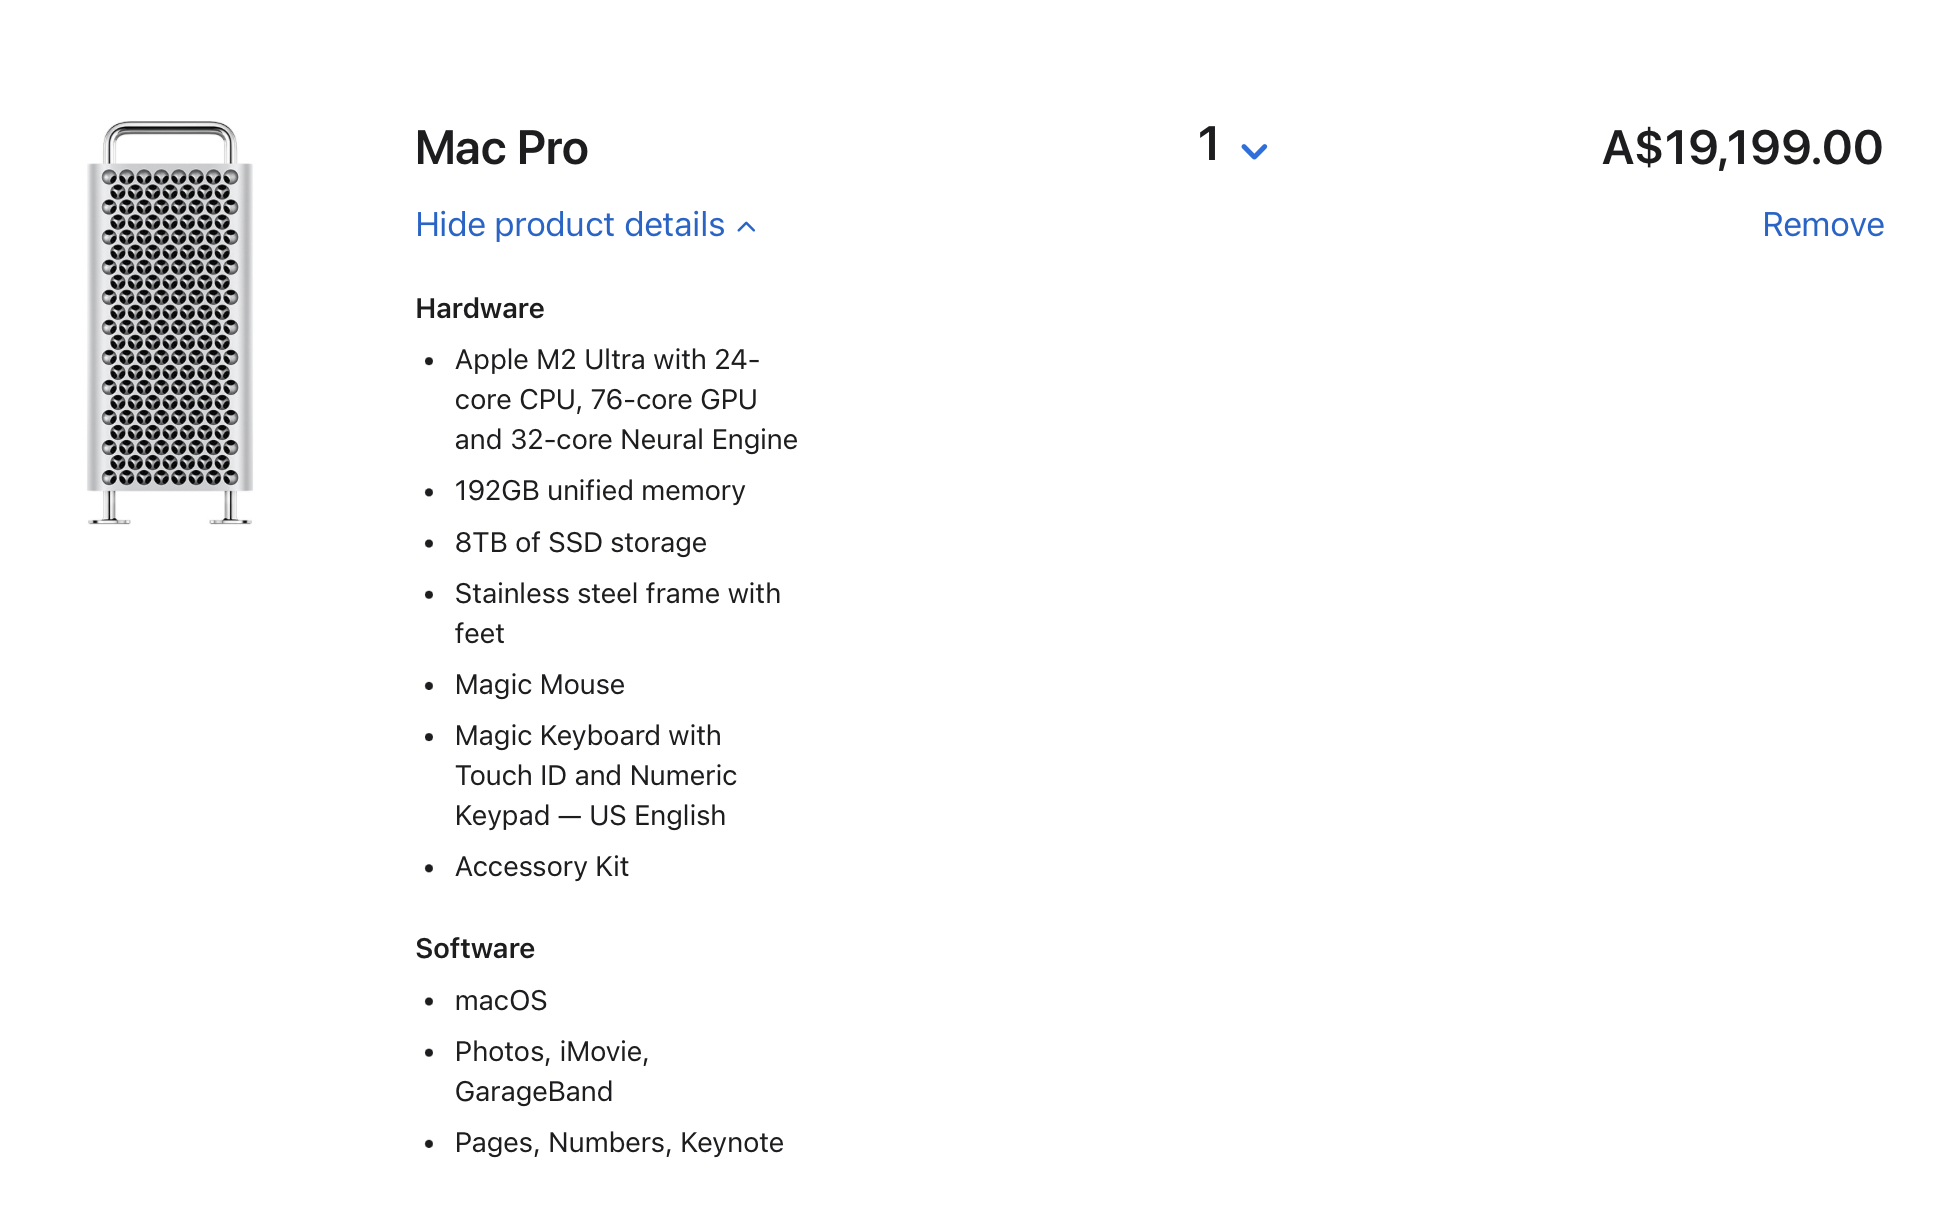 Mac Pro
1
A$19,199.00
Hide product details
Remove
Hardware
• Apple M2 Ultra with 24-
core CPU, 76-core GPU
and 32-core Neural Engine
• 192GB unified memory
• 8TB of SSD storage
• Stainless steel frame with
feet
• Magic Mouse
• Magic Keyboard with
Touch ID and Numeric
Keypad — US English
• Accessory Kit
Software
• macOS
• Photos, iMovie,
GarageBand
• Pages, Numbers, Keynote